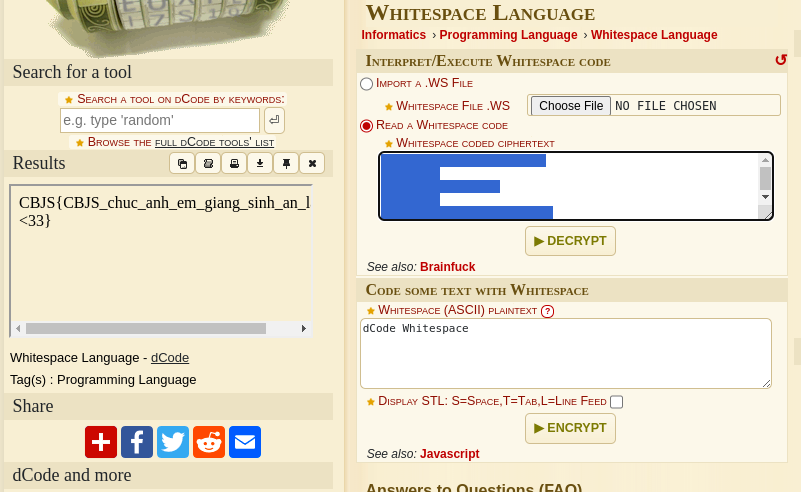 Search for a tool
Search a tool on dCode by keywords:
e.g. type 'random'
Browse the full dCode tools' list
Results
CBJS{CBJS_chuc_anh_em_giang_sinh_an_l
<33}
Whitespace Language - dCode
Tag(s) : Programming Language
Share
dCode and more
Whitespace Language
Informatics › Programming Language › Whitespace Language
Interpret/Execute Whitespace code
Import a .WS File
Whitespace File .WS Choose File No file chosen
Read a Whitespace code
Whitespace coded ciphertext
▶ DECRYPT
See also: Brainfuck
Code some text with Whitespace
Whitespace (ASCII) plaintext ?
dCode Whitespace
Display STL: S=Space,T=Tab,L=Line Feed
▶ ENCRYPT
See also: Javascript
Answers to Questions (FAQ)